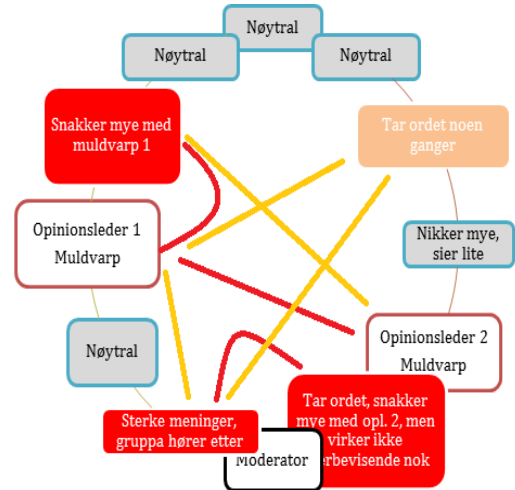 Nøytral
Nøytral
Nøytral
Snakker mye med
muldvarp 1
Tar ordet noen
ganger
Opinionsleder 1
Muldvarp
Nikker mye,
sier lite
Opinionsleder 2
Muldvarp
Nøytral
Tar ordet, snakker
mye med opl. 2, men
virker ikke
nok
Sterke meninger,
gruppa hører etter
Moderator